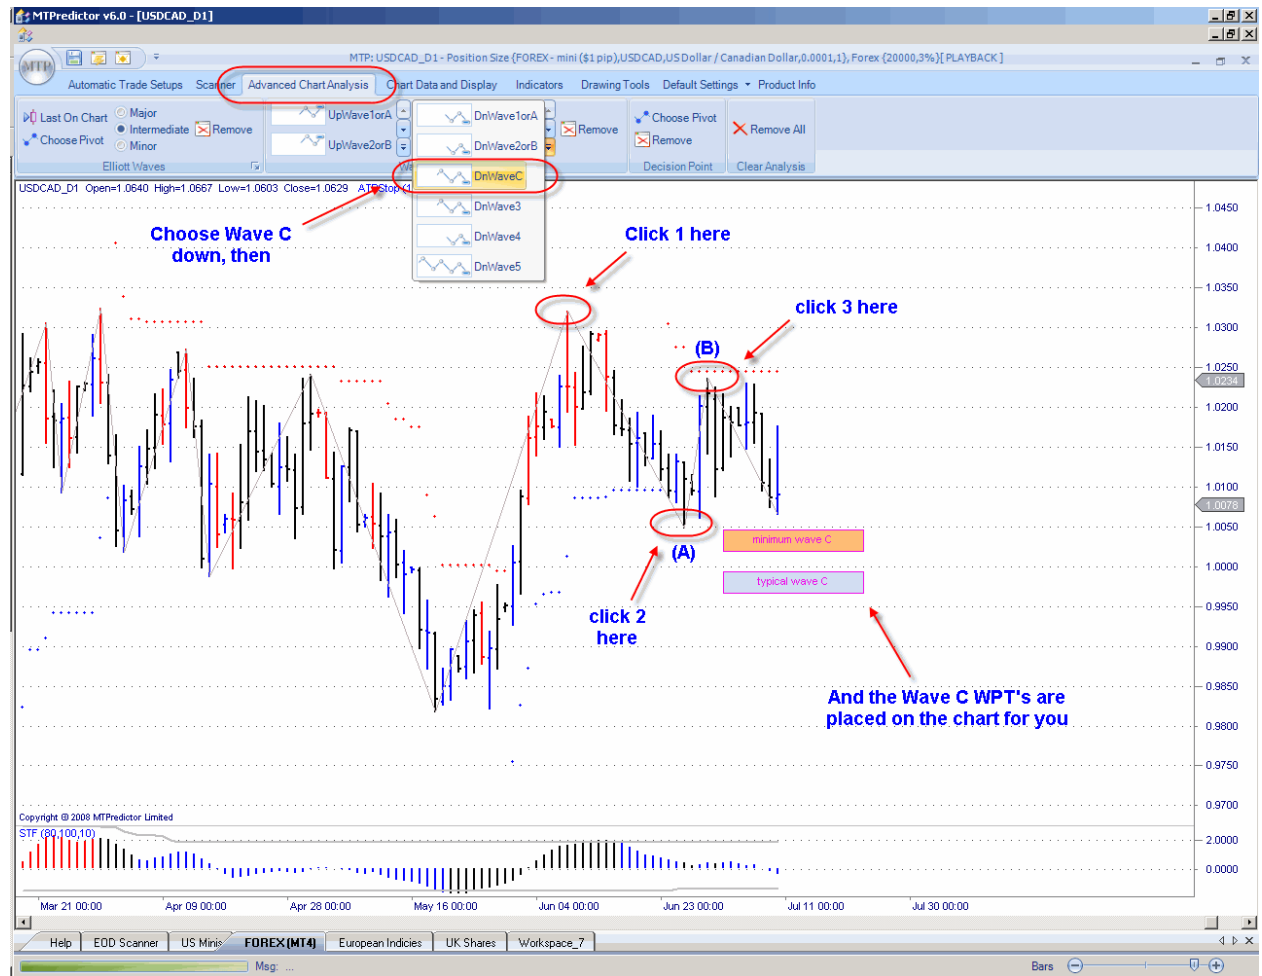 MTPredictor v6.0 - [USDCAD_D1]
MTP
MTP: USDCAD_D1 - Position Size {FOREX - mini ($1 pip),USDCAD,US Dollar / Canadian Dollar,0.0001,1}, Forex {20000,3%}[ PLAYBACK ]
Automatic Trade Setups Scanner Advanced Chart Analysis Chart Data and Display Indicators Drawing Tools Default Settings Product Info
Last On Chart
Choose Pivot
Major
Intermediate
Minor
Remove
Elliott Waves
UpWave1orA
UpWave2orB
DnWave1orA
DnWave2orB
DnWaveC
DnWave3
DnWave4
DnWave5
Remove
Choose Pivot
Remove
Decision Point
Remove All
Clear Analysis
USDCAD_D1 Open=1.0640 High=1.0667 Low=1.0603 Close=1.0629
Choose Wave C
down, then
Click 1 here
click 3 here
(B)
(A)
click 2
here
minimum wave C
typical wave C
And the Wave C WPT's are
placed on the chart for you
1.0450
1.0400
1.0350
1.0300
1.0250
1.0234
1.0200
1.0150
1.0100
1.0078
1.0050
1.0000
0.9950
0.9900
0.9850
0.9800
0.9750
0.9700
Copyright © 2008 MTPredictor Limited
STF (80,100,10)
2.0000
0.0000
Mar 21 00:00 Apr 09 00:00 Apr 28 00:00 May 16 00:00 Jun 04 00:00 Jun 23 00:00 Jul 11 00:00 Jul 30 00:00
Help EOD Scanner US Minis FOREX (MT4) European Indicies UK Shares Workspace_7
Msg: ...
Bars